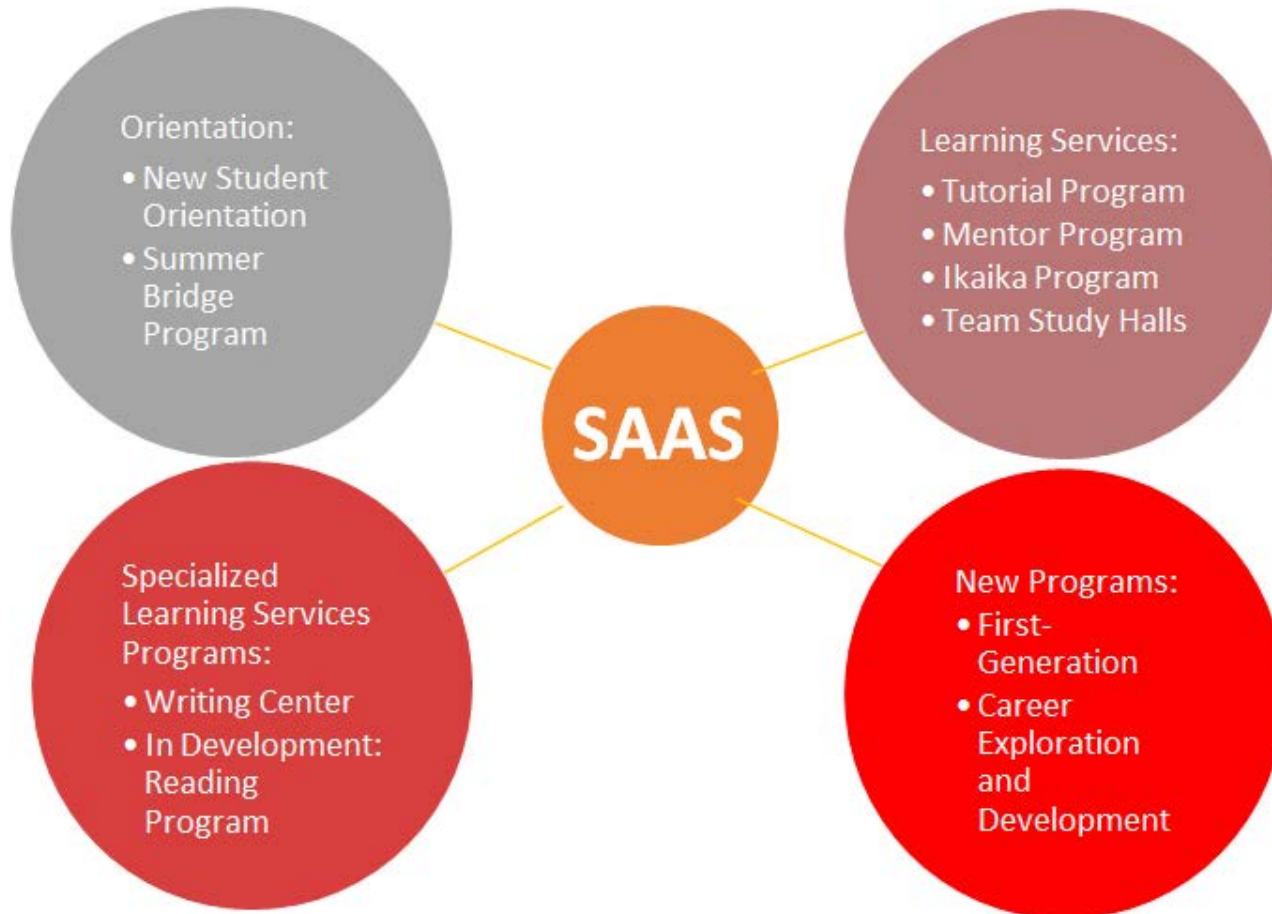 Orientation:
• New Student
Orientation
• Summer
Bridge
Program
Learning Services:
• Tutorial Program
• Mentor Program
• Ikaika Program
• Team Study Halls
SAAS
Specialized
Learning Services
Programs:
• Writing Center
• In Development:
Reading
Program
New Programs:
• First-
Generation
• Career
Exploration
and
Development